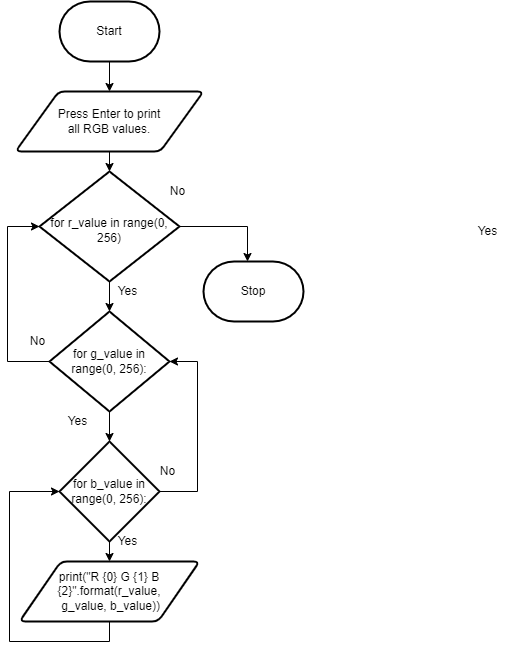 Start
Press Enter to print
all RGB values.
No
for r_value in range(0,
256)
Yes
Stop
Yes
No
for g_value in
range(0, 256):
Yes
No
for b_value in
range(0, 256):
Yes
print("R {0} G {1} B
{2}".format(r_value,
g_value, b_value))